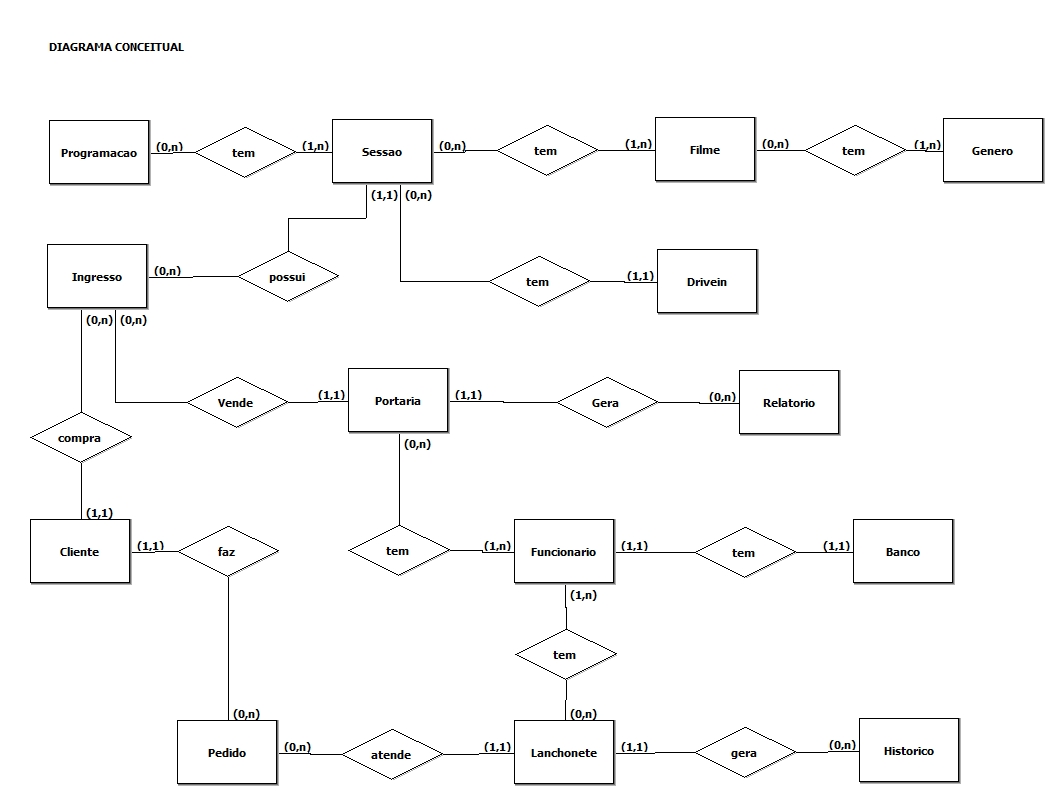 DIAGRAMA CONCEITUAL
Programacao (0,n) tem (1,n) Sessao (0,n) tem (1,n) Filme (0,n) tem (1,n) Genero
(1,1) (0,n)
Ingresso (0,n) possui tem (1,1) Drivein
(0,n) (0,n)
Vende (1,1) Portaria (1,1) Gera (0,n) Relatorio
compra (0,n)
(1,1)
Cliente (1,1) faz tem (1,n) Funcionario (1,1) tem (1,1) Banco
(1,n)
tem
(0,n) (0,n)
Pedido (0,n) atende (1,1) Lanchonete (1,1) gera (0,n) Historico